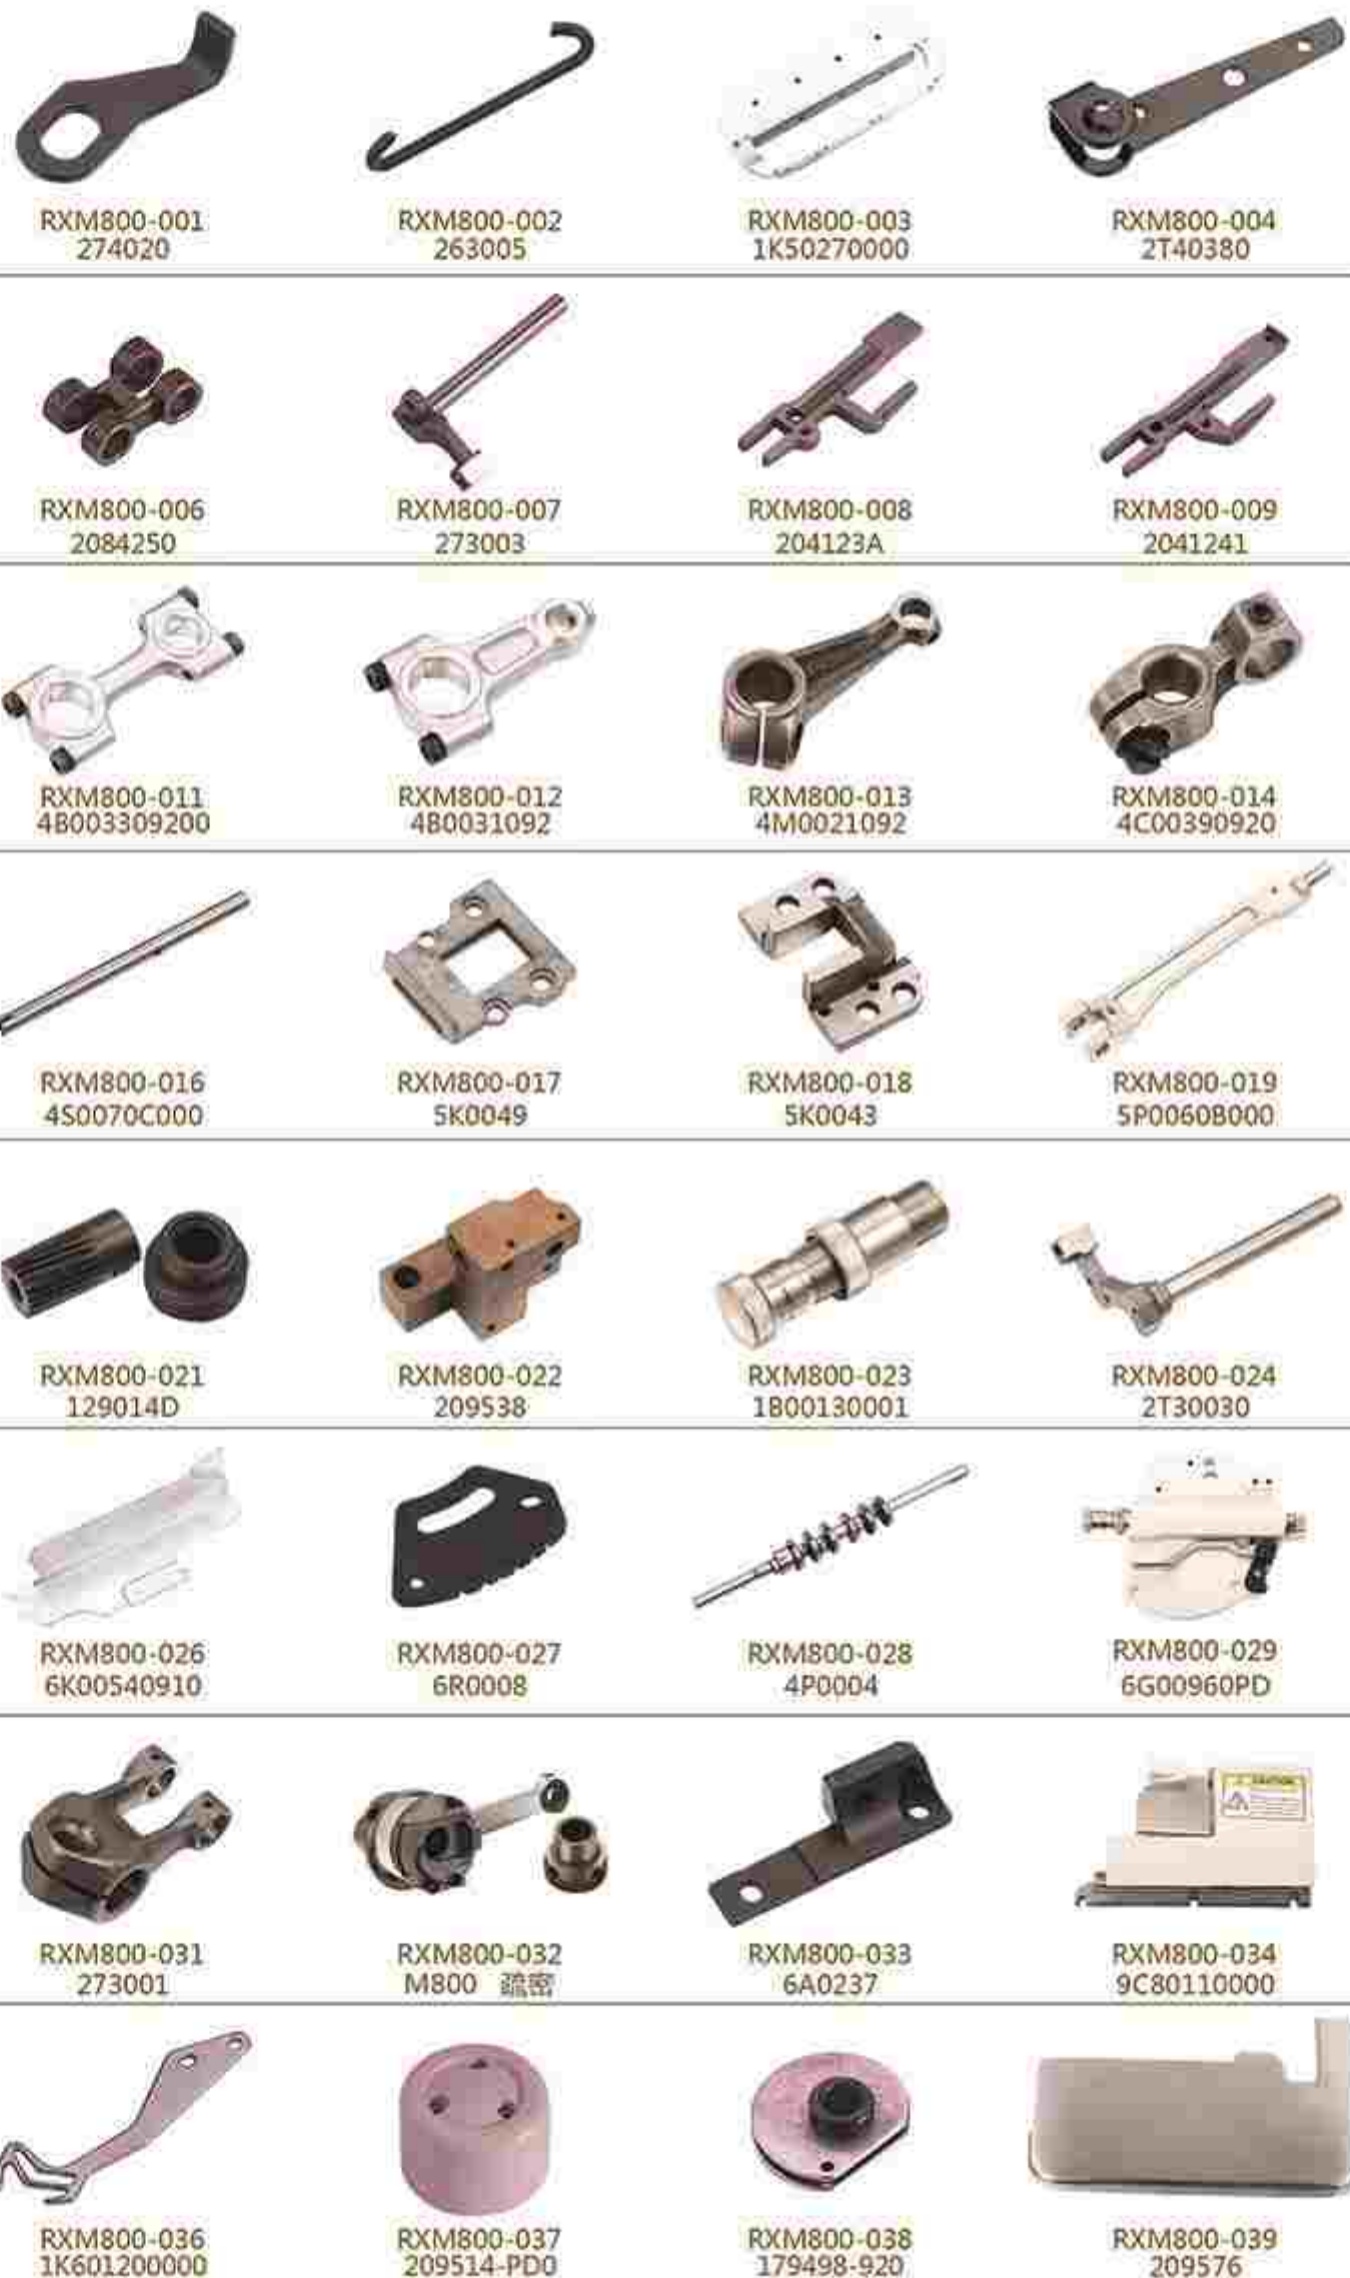 RXM800-001 RXM800-002 RXM800-003 RXM800-004
274020 263005 1K50270000 2T40380
RXM800-006 RXM800-007 RXM800-008 RXM800-009
2084250 273003 204123A 2041241
RXM800-011 RXM800-012 RXM800-013 RXM800-014
4B003309200 4B0031092 4M0021092 4C00390920
RXM800-016 RXM800-017 RXM800-018 RXM800-019
4S0070C000 5K0049 5K0043 5P0060B000
RXM800-021 RXM800-022 RXM800-023 RXM800-024
129014D 209538 1B00130001 2T30030
RXM800-026 RXM800-027 RXM800-028 RXM800-029
6K00540910 6R0008 4P0004 6G00960PD
CAUTION
RXM800-031 RXM800-032 RXM800-033 RXM800-034
273001 M800 疏密 6A0237 9C80110000
RXM800-036 RXM800-037 RXM800-038 RXM800-039
1K601200000 209514-PD0 179498-920 209576